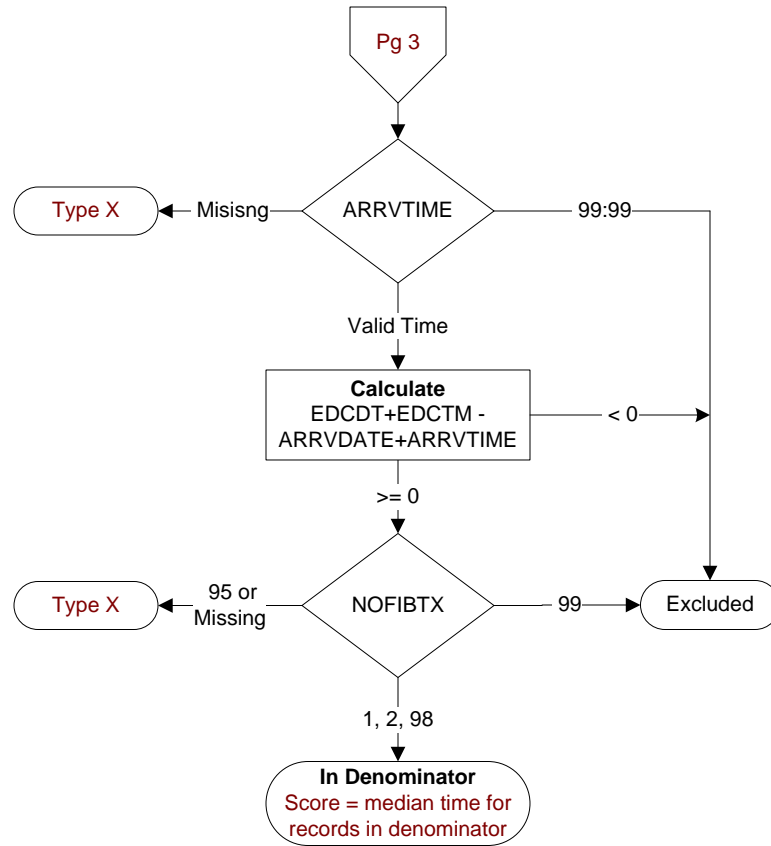 Pg 3
Type X
Misisng
ARRVTIME
99:99
Valid Time
Calculate
EDCDT+EDCTM -
ARRVDATE+ARRVTIME
< 0
>= 0
Type X
95 or
Missing
NOFIBTX
99
Excluded
1, 2, 98
In Denominator
Score = median time for
records in denominator